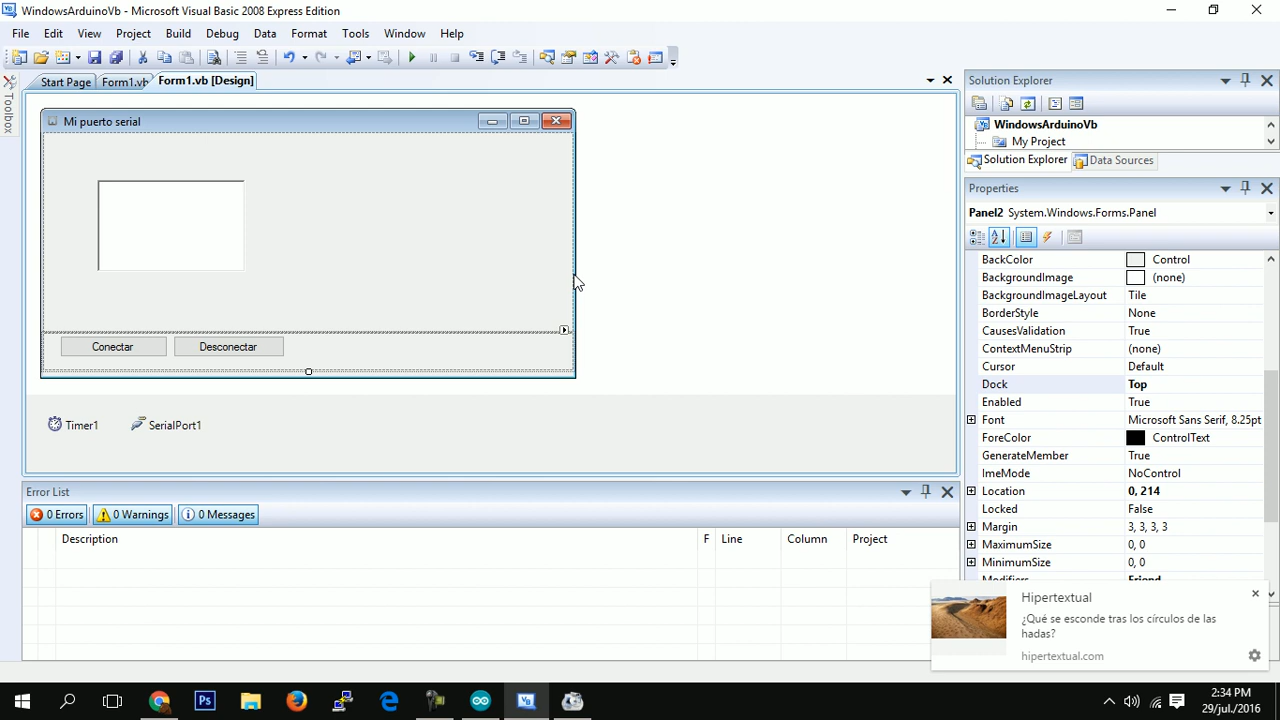 WindowsArduinoVb - Microsoft Visual Basic 2008 Express Edition
File Edit View Project Build Debug Data Format Tools Window Help
Start Page Form1.vb Form1.vb [Design]
Toolbox
Mi puerto serial
Conectar Desconectar
Timer1 SerialPort1
Error List
0 Errors 0 Warnings 0 Messages
Description F Line Column Project
Solution Explorer
WindowsArduinoVb
My Project
Solution Explorer Data Sources
Properties
Panel2 System.Windows.Forms.Panel
BackColor Control
BackgroundImage (none)
BackgroundImageLayout Tile
BorderStyle None
CausesValidation True
ContextMenuStrip (none)
Cursor Default
Dock Top
Enabled True
Font Microsoft Sans Serif, 8.25pt
ForeColor ControlText
GenerateMember True
ImeMode NoControl
Location 0, 214
Locked False
Margin 3, 3, 3, 3
MaximumSize 0, 0
MinimumSize 0, 0
Modifiers Friend
Hipertextual
¿Qué se esconde tras los círculos de las
hadas?
hipertextual.com
2:34 PM
29/jul./2016